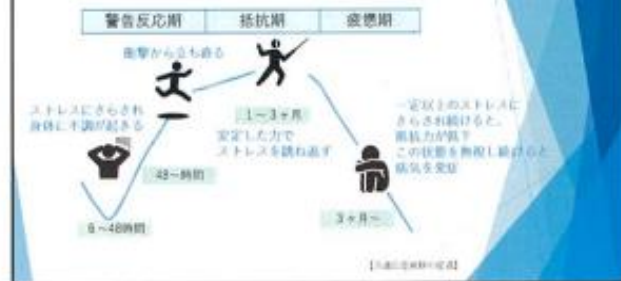 警告反応期
抵抗期
疲憊期
衝撃から立ち直る
ストレスにさらされ
身体に不調が起きる
48～時間
6～48時間
1～3ヶ月
安定した力で
ストレスを跳ね返す
一定以上のストレスに
さらされ続けると、
抵抗力が低下
この状態を無視し続けると
病気を発症
3ヶ月～